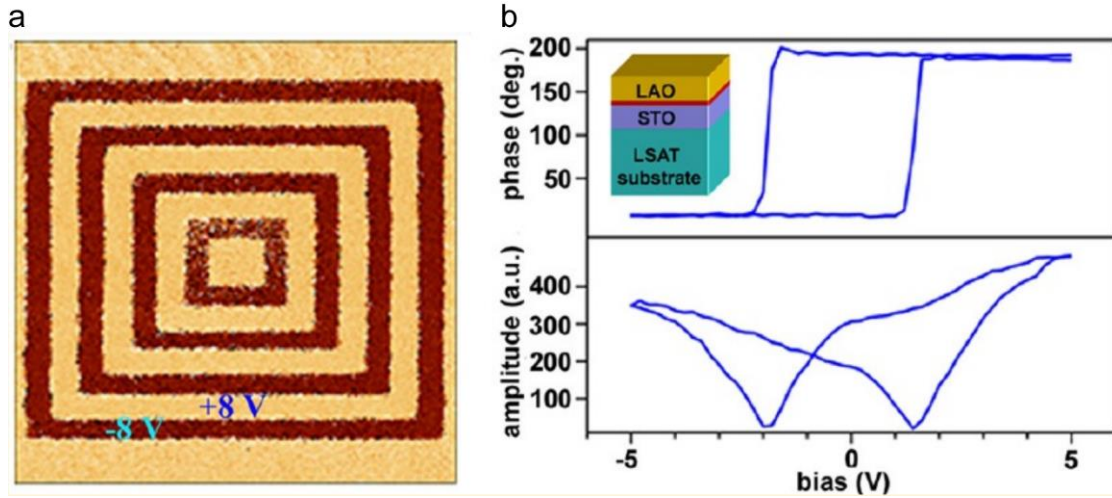 a
+8 V
-8 V
b
phase (deg.)
200
150
100
50
LAO
STO
LSAT
substrate
amplitude (a.u.)
400
300
200
100
-5
0
5
bias (V)